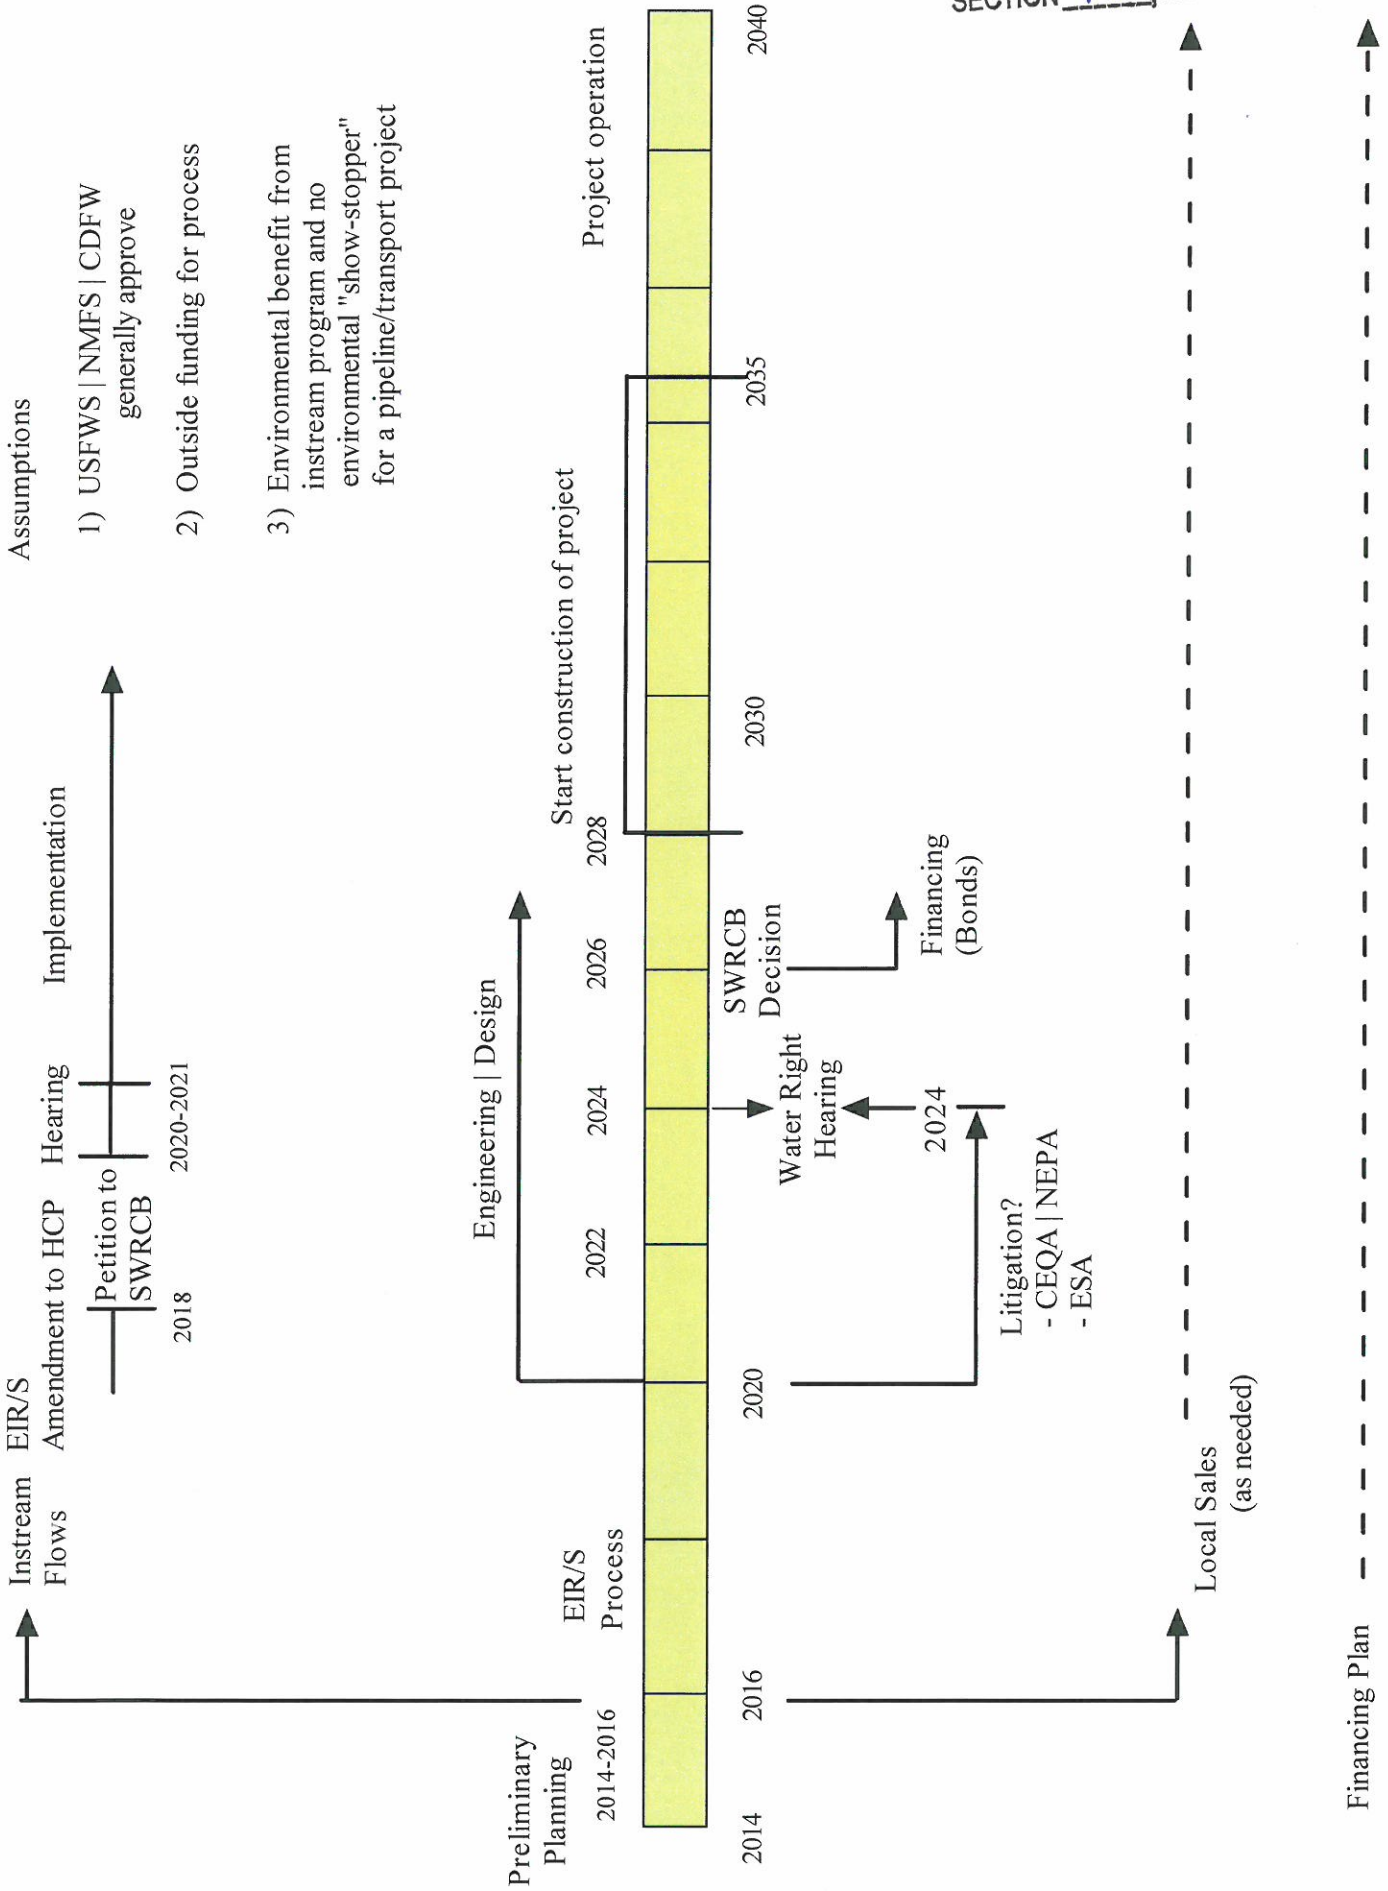 Instream
Flows
EIR/S
Amendment to HCP
Petition to
SWRCB
2018
Hearing
2020-2021
Implementation
Assumptions
1) USFWS | NMFS | CDFW
generally approve
2) Outside funding for process
3) Environmental benefit from
instream program and no
environmental "show-stopper"
for a pipeline/transport project
Preliminary
Planning
2014-2016
EIR/S
Process
Engineering | Design
2022
2024
2026
2028
Start construction of project
Project operation
2014
2016
2020
Water Right
Hearing
2024
SWRCB
Decision
2030
2035
2040
Financing
(Bonds)
Litigation?
- CEQA | NEPA
- ESA
Local Sales
(as needed)
Financing Plan
SECTION